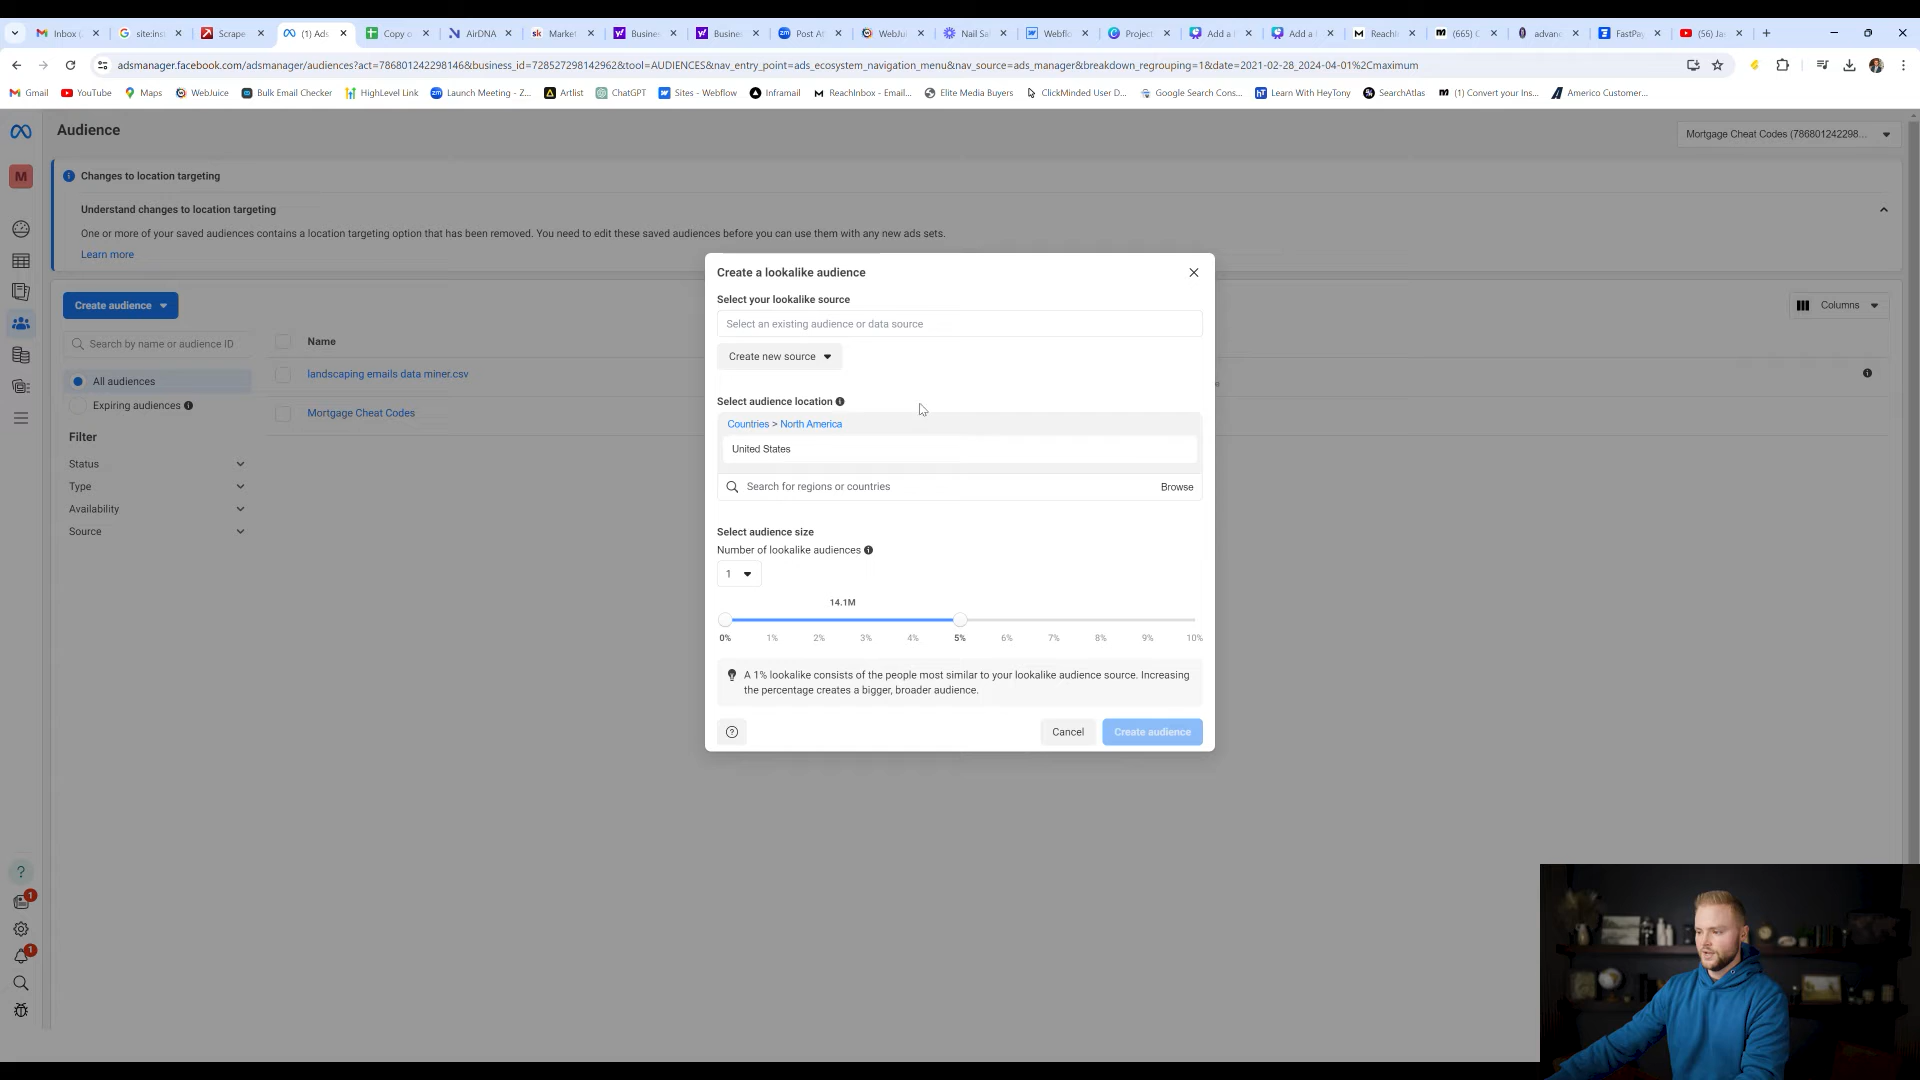 Inbox (
site:ins
Scrape
(1) Ads
Copy o
AirDNA
sk Market
Busines
Busines
zm Post At
WebJui
Nail Sa
Webflo
Project
Add a l
Add a l
M Reachi
(665) C
advanc
FastPay
(56) Jay
adsmanager.facebook.com/adsmanager/audiences?act=786801242298146&business_id=728527298142962&tool=AUDIENCES&nav_entry_point=ads_ecosystem_navigation_menu&nav_source=ads_manager&breakdown_regrouping=1&date=2021-02-28_2024-04-01%2Cmaximum
Gmail
YouTube
Maps
WebJuice
Bulk Email Checker
HighLevel Link
zm Launch Meeting - Z...
Artlist
ChatGPT
Sites - Webflow
Inframail
M ReachInbox - Email...
Elite Media Buyers
ClickMinded User D...
Google Search Cons...
hT Learn With HeyTony
SearchAtlas
(1) Convert your Ins...
Americo Customer...
Audience
Mortgage Cheat Codes (786801242298...
M
Changes to location targeting
Understand changes to location targeting
One or more of your saved audiences contains a location targeting option that has been removed. You need to edit these saved audiences before you can use them with any new ads sets.
Learn more
Create audience
Columns
Search by name or audience ID
Name
All audiences
landscaping emails data miner.csv
Expiring audiences
Mortgage Cheat Codes
Filter
Status
Type
Availability
Source
Create a lookalike audience
Select your lookalike source
Select an existing audience or data source
Create new source
Select audience location
Countries > North America
United States
Search for regions or countries
Browse
Select audience size
Number of lookalike audiences
1
14.1M
0% 1% 2% 3% 4% 5% 6% 7% 8% 9% 10%
A 1% lookalike consists of the people most similar to your lookalike audience source. Increasing
the percentage creates a bigger, broader audience.
Cancel
Create audience
1
1